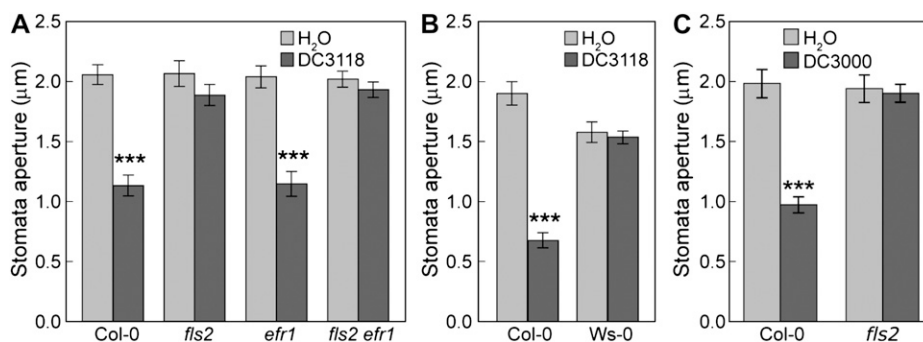 A
Stomata aperture (μm)
2.5
2.0
1.5
1.0
2.5
0.0
H₂O
DC3118
***
***
Col-0 fls2 efr1 fls2 efr1
B
Stomata aperture (μm)
2.5
2.0
1.5
1.0
0.5
0.0
H₂O
DC3118
***
Col-0 Ws-0
C
Stomata aperture (μm)
2.5
2.0
1.5
1.0
2.5
0.0
H₂O
DC3000
***
Col-0 fls2